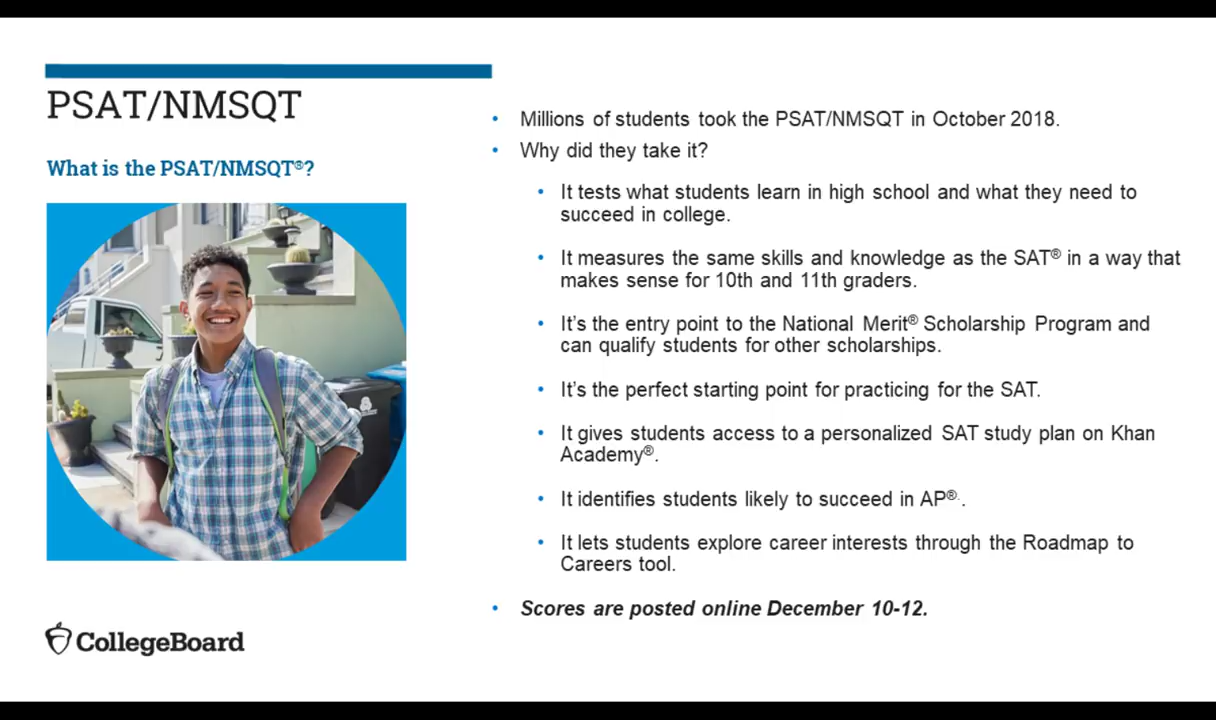 PSAT/NMSQT
What is the PSAT/NMSQT®?
CollegeBoard
• Millions of students took the PSAT/NMSQT in October 2018.
• Why did they take it?
• It tests what students learn in high school and what they need to
succeed in college.
• It measures the same skills and knowledge as the SAT® in a way that
makes sense for 10th and 11th graders.
• It’s the entry point to the National Merit® Scholarship Program and
can qualify students for other scholarships.
• It’s the perfect starting point for practicing for the SAT.
• It gives students access to a personalized SAT study plan on Khan
Academy®.
• It identifies students likely to succeed in AP®.
• It lets students explore career interests through the Roadmap to
Careers tool.
• Scores are posted online December 10-12.